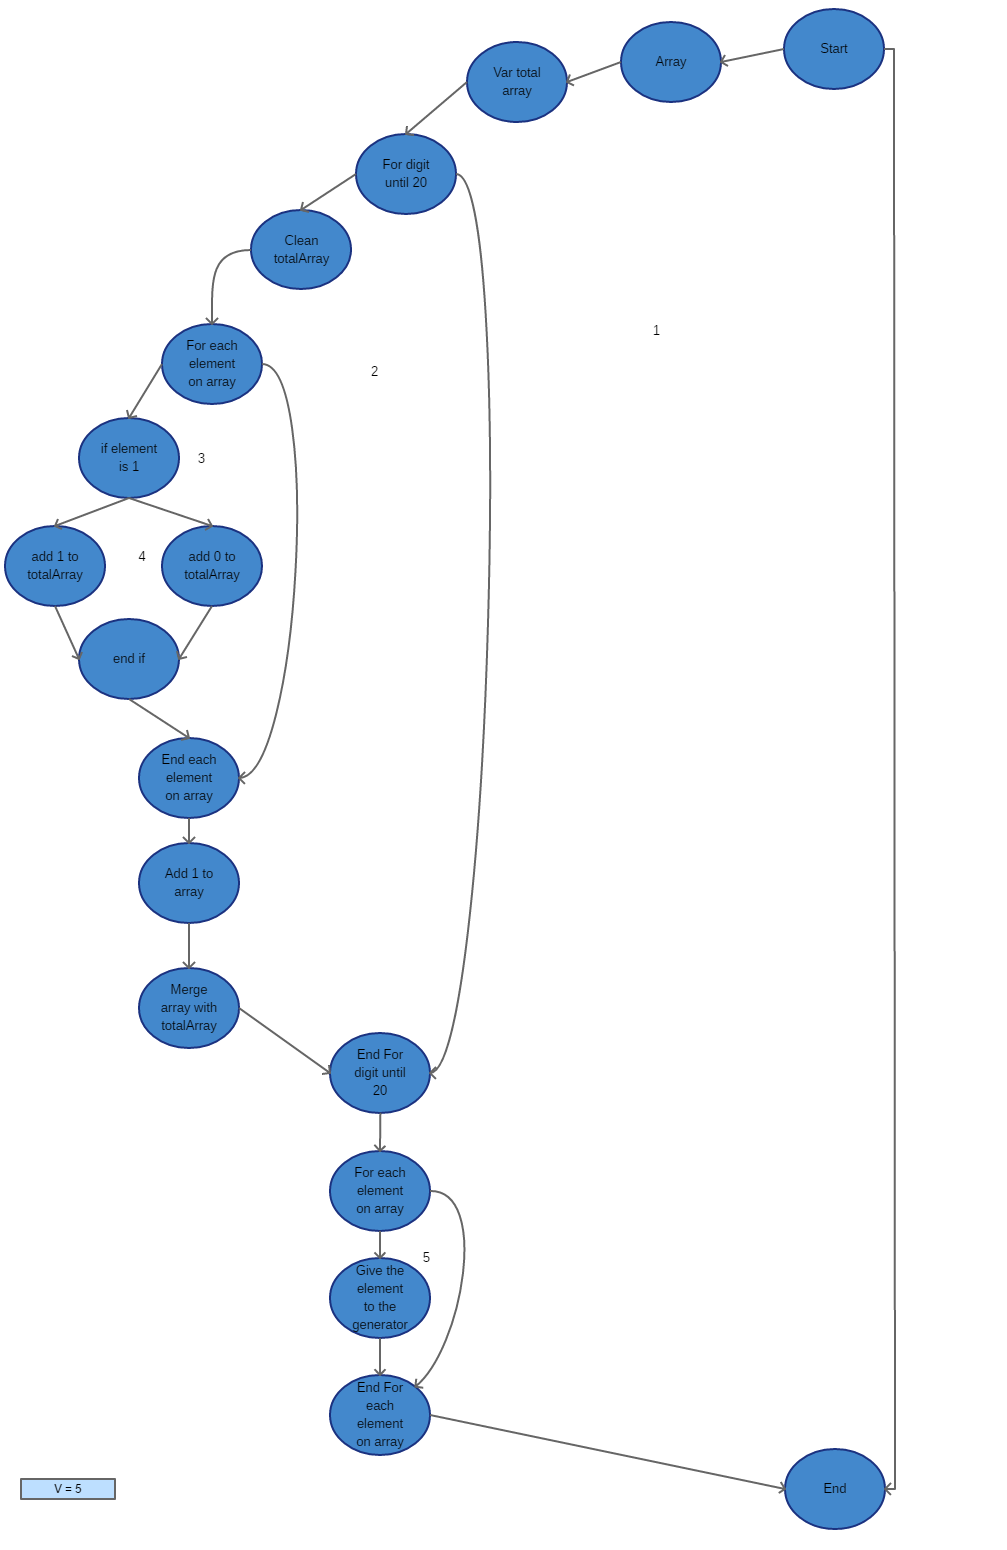 Start
Array
Var total
array
For digit
until 20
Clean
totalArray
1
For each
element
on array
2
if element
is 1
3
add 1 to
totalArray
4
add 0 to
totalArray
end if
End each
element
on array
Add 1 to
array
Merge
array with
totalArray
End For
digit until
20
For each
element
on array
5
Give the
element
to the
generator
End For
each
element
on array
V = 5
End